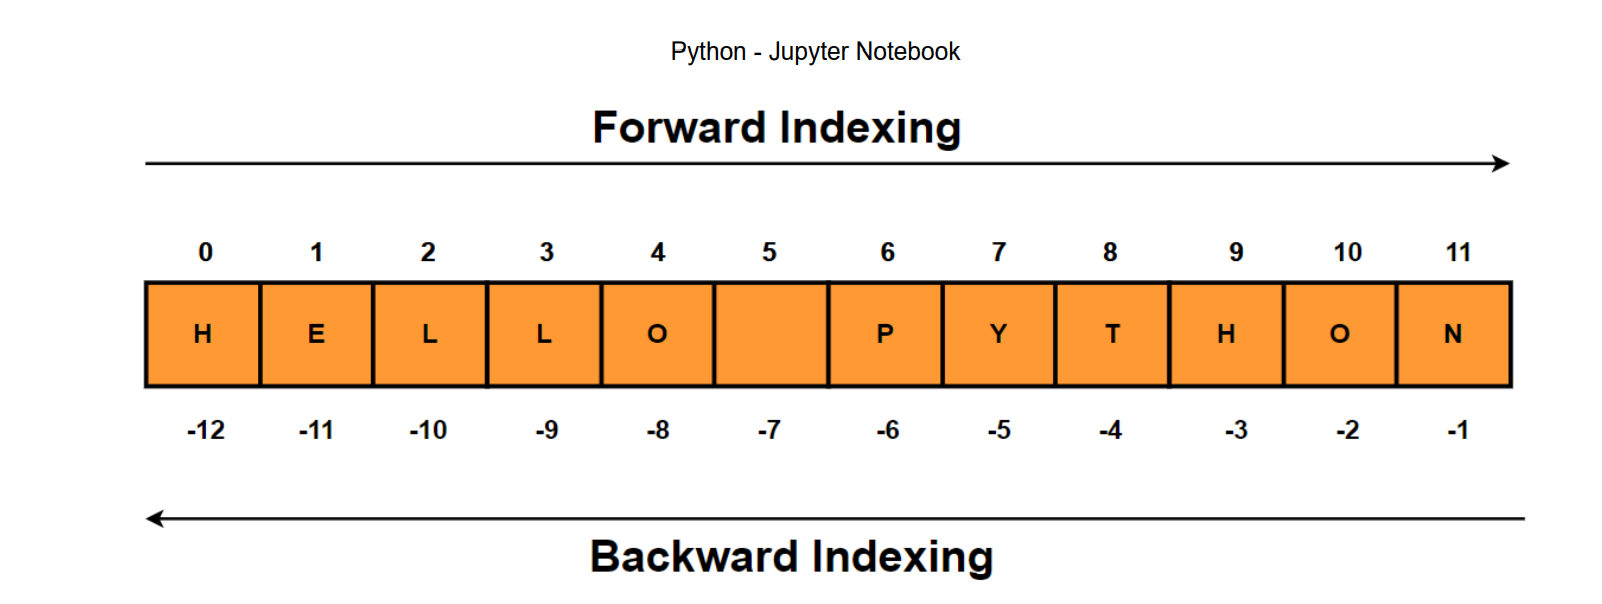 Python - Jupyter Notebook
Forward Indexing
0 1 2 3 4 5 6 7 8 9 10 11
H E L L O P Y T H O N
-12 -11 -10 -9 -8 -7 -6 -5 -4 -3 -2 -1
Backward Indexing